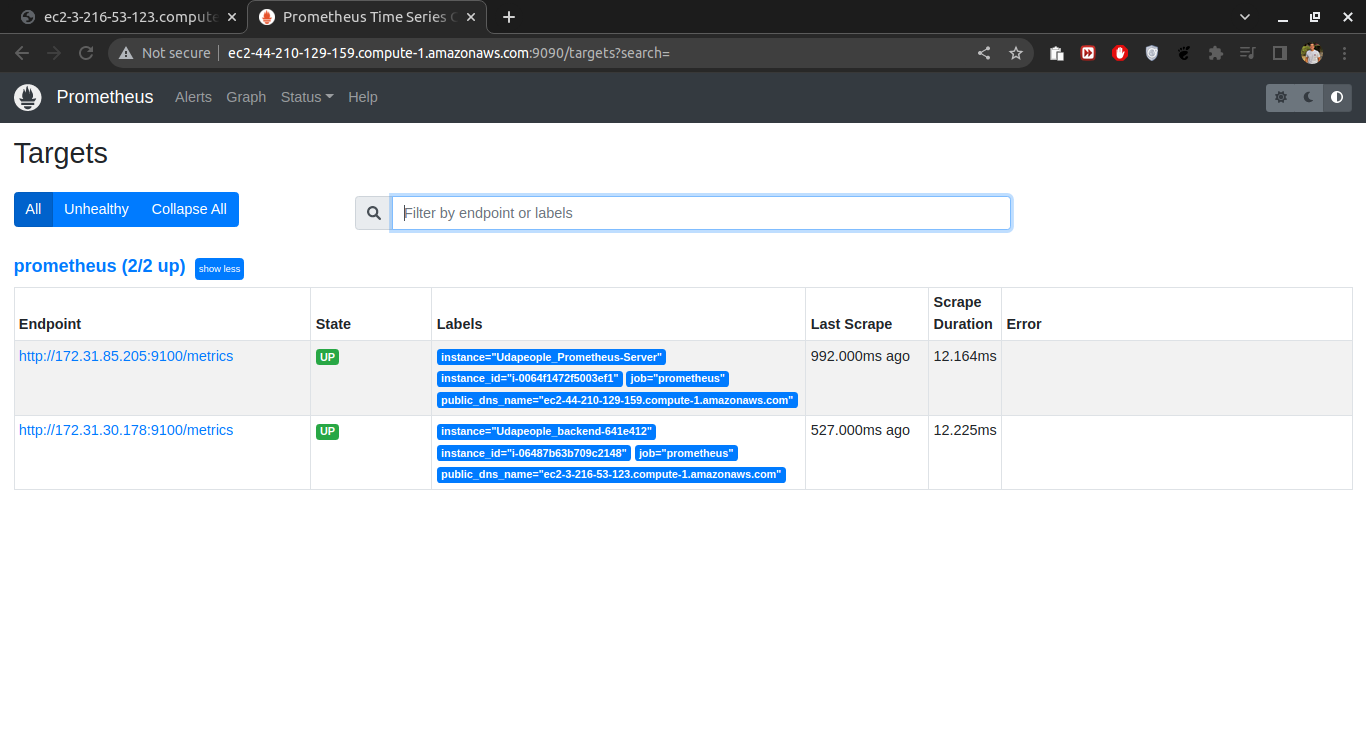 ec2-3-216-53-123.compute
Prometheus Time Series C
Not secure
ec2-44-210-129-159.compute-1.amazonaws.com:9090/targets?search=
Prometheus Alerts Graph Status Help
Targets
All Unhealthy Collapse All
Filter by endpoint or labels
prometheus (2/2 up) show less
Endpoint State Labels Last Scrape Scrape Duration Error
http://172.31.85.205:9100/metrics UP instance="Udapeople_Prometheus-Server" 992.000ms ago 12.164ms
instance_id="i-0064f1472f5003ef1" job="prometheus"
public_dns_name="ec2-44-210-129-159.compute-1.amazonaws.com"
http://172.31.30.178:9100/metrics UP instance="Udapeople_backend-641e412" 527.000ms ago 12.225ms
instance_id="i-06487b63b709c2148" job="prometheus"
public_dns_name="ec2-3-216-53-123.compute-1.amazonaws.com"